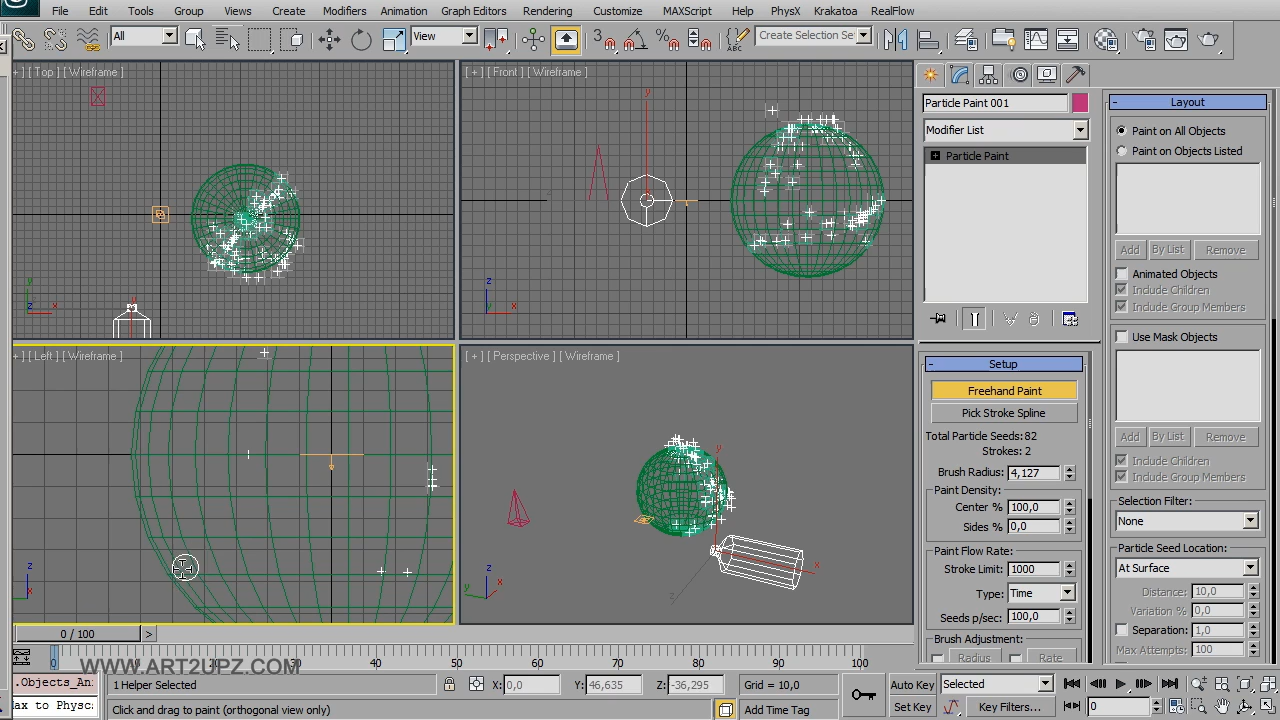 File Edit Tools Group Views Create Modifiers Animation Graph Editors Rendering Customize MAXScript Help PhysX Krakatoa RealFlow
All View 3 Create Selection Se
+ ] [ Top ] [ Wireframe ]
[ + ] [ Front ] [ Wireframe ]
+ ] [ Left ] [ Wireframe ]
[ + ] [ Perspective ] [ Wireframe ]
Particle Paint 001
Modifier List
Particle Paint
Setup
Freehand Paint
Pick Stroke Spline
Total Particle Seeds: 82
Strokes: 2
Brush Radius: 4,127
Paint Density:
Center % 100,0
Sides % 0,0
Paint Flow Rate:
Stroke Limit: 1000
Type: Time
Seeds p/sec: 100,0
Brush Adjustment:
Radius Rate
Layout
Paint on All Objects
Paint on Objects Listed
Add By List Remove
Animated Objects
Include Children
Include Group Members
Use Mask Objects
Add By List Remove
Include Children
Include Group Members
Selection Filter:
None
Particle Seed Location:
At Surface
Distance: 10,0
Variation % 0,0
Separation: 1,0
Max Attempts: 100
0 / 100 >
0 40 50 60 70 80 90 100
WWW.ART2UPZ.COM
.Objects_An
ax to Physc
1 Helper Selected X: 0,0 Y: 46,635 Z: -36,295 Grid = 10,0
Click and drag to paint (orthogonal view only) Add Time Tag
Auto Key Selected
Set Key Key Filters... 0